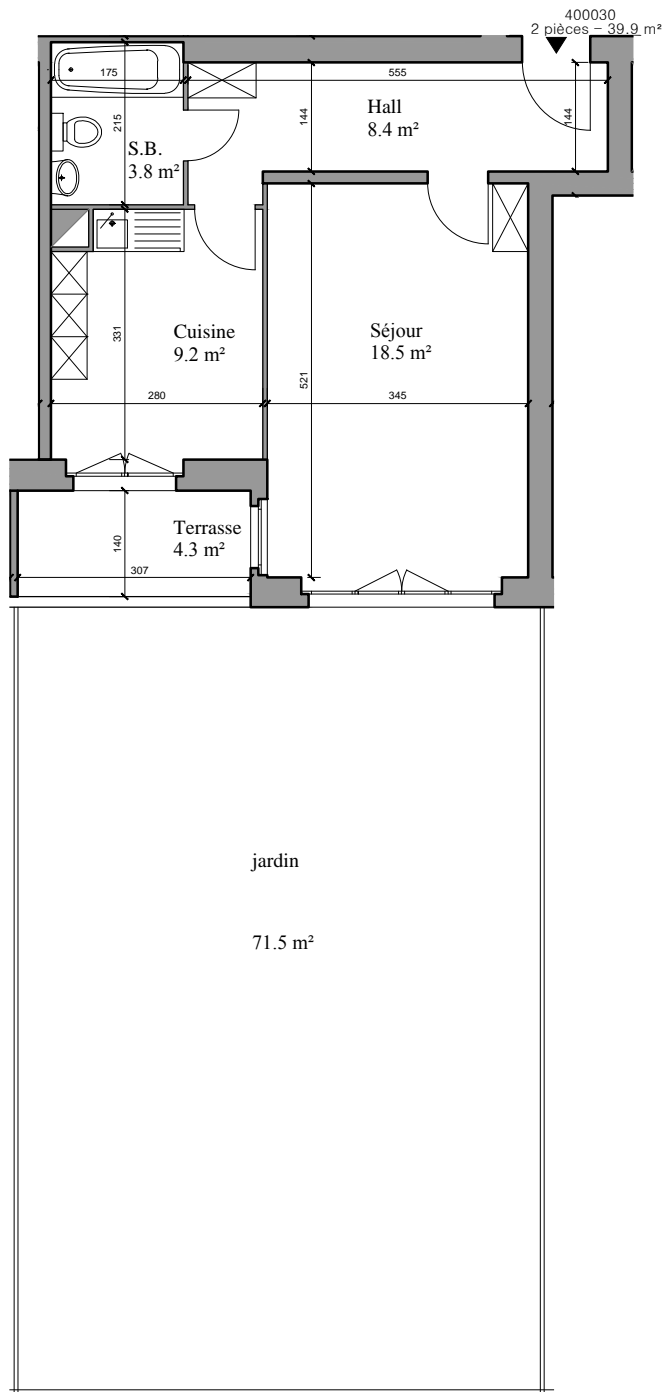 400030
2 pièces – 39.9 m²
175
555
Hall
8.4 m²
144
144
215
S.B.
3.8 m²
331
Cuisine
9.2 m²
Séjour
18.5 m²
521
280
345
Terrasse
4.3 m²
140
307
jardin
71.5 m²